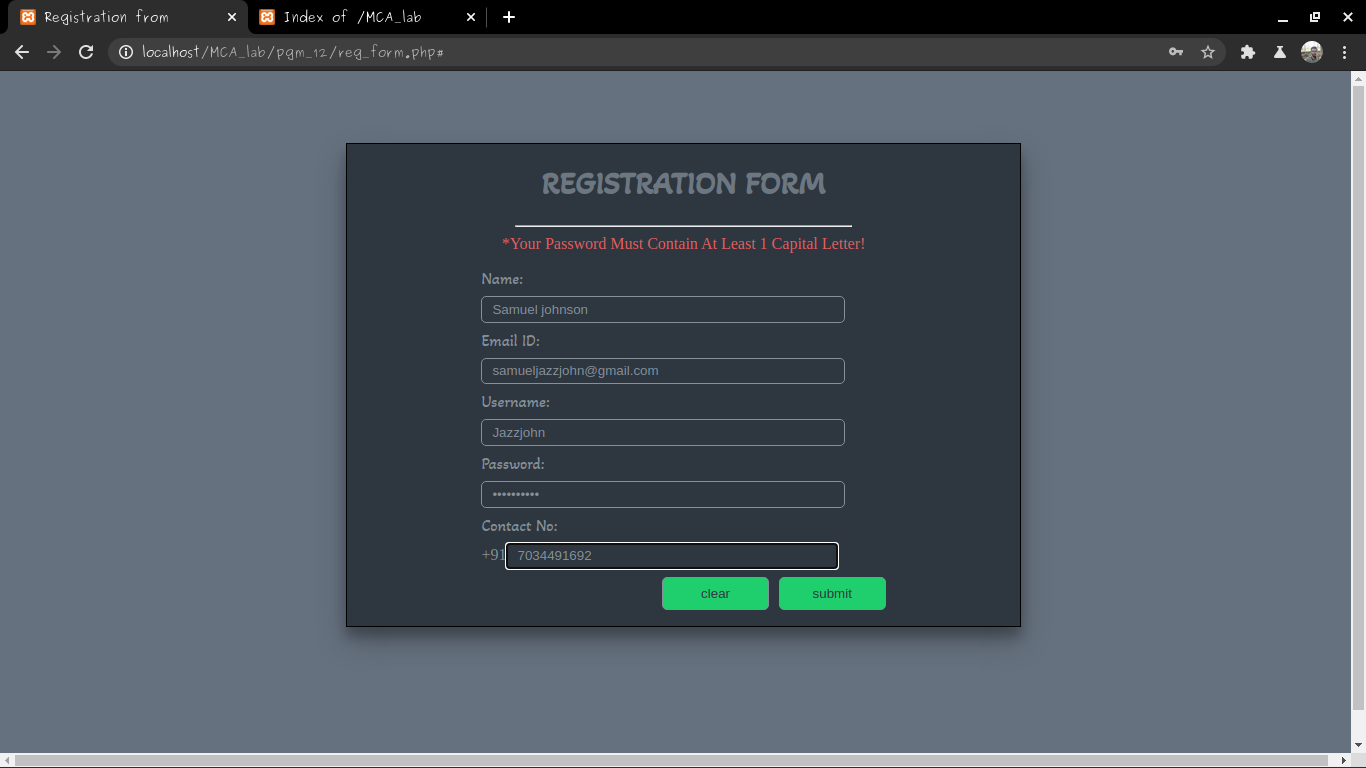 Registration from
Index of /MCA_lab
localhost/MCA_lab/pgm_12/reg_form.php#
REGISTRATION FORM
*Your Password Must Contain At Least 1 Capital Letter!
Name:
Samuel johnson
Email ID:
samueljazzjohn@gmail.com
Username:
Jazzjohn
Password:
••••••••••
Contact No:
+91 7034491692
clear submit